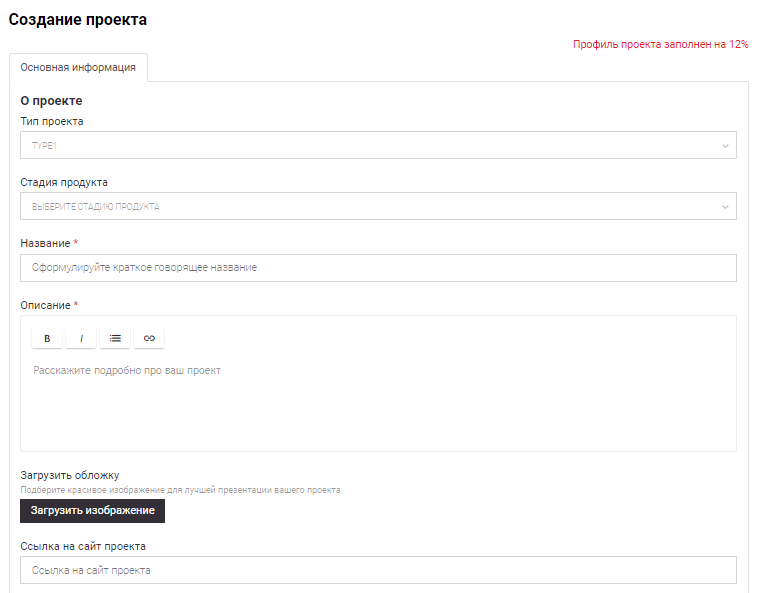 Создание проекта
Профиль проекта заполнен на 12%
Основная информация
О проекте
Тип проекта
TYPE1
Стадия продукта
ВЫБЕРИТЕ СТАДИЮ ПРОДУКТА
Название *
Сформулируйте краткое говорящее название
Описание *
B I
Расскажите подробно про ваш проект
Загрузить обложку
Подберите красивое изображение для лучшей презентации вашего проекта
Загрузить изображение
Ссылка на сайт проекта
Ссылка на сайт проекта